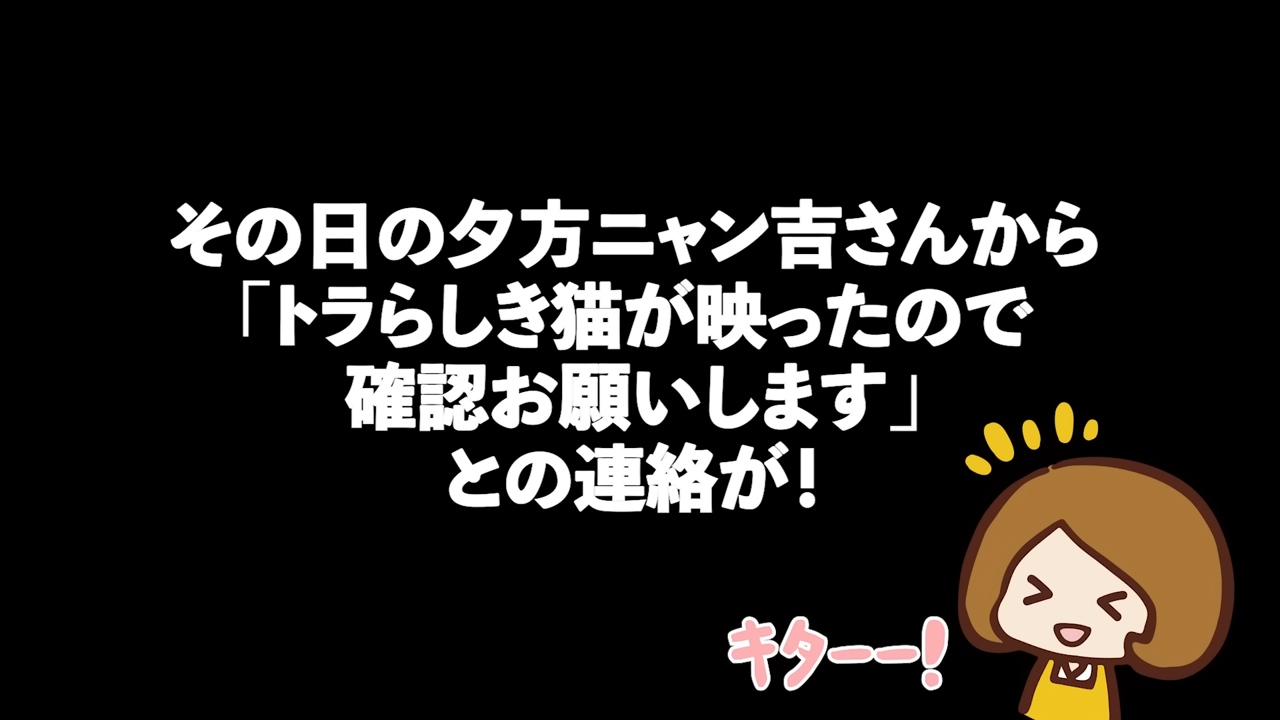 その日の夕方ニャン吉さんから
「トラらしき猫が映ったので
確認お願いします」
との連絡が!
キターー!